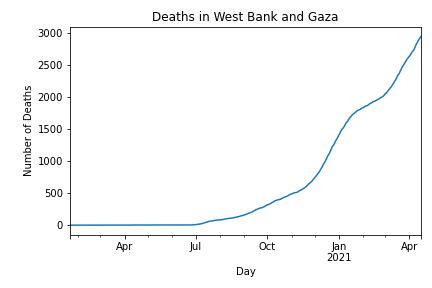 Deaths in West Bank and Gaza
3000
2500
2000
1500
1000
500
0
Number of Deaths
Apr
Jul
Oct
Jan
2021
Apr
Day